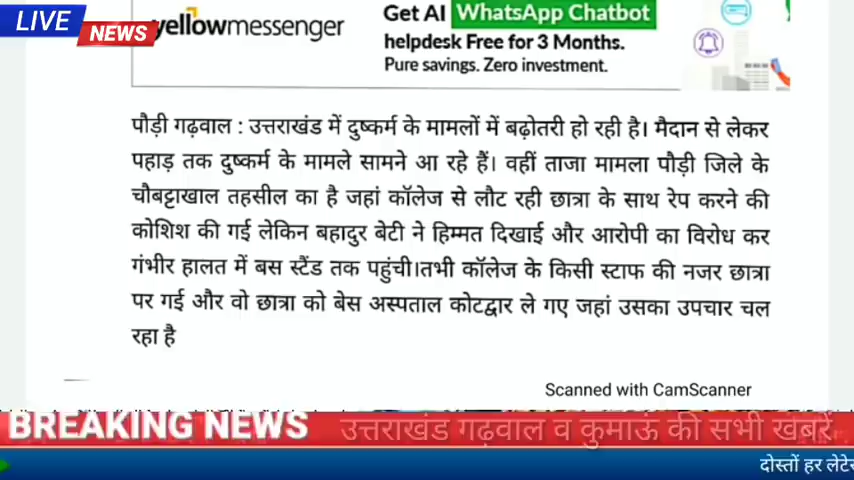 LIVE
NEWS
yellowmessenger
Get AI WhatsApp Chatbot
helpdesk Free for 3 Months.
Pure savings. Zero investment.
पौड़ी गढ़वाल : उत्तराखंड में दुष्कर्म के मामलों में बढ़ोतरी हो रही है। मैदान से लेकर
पहाड़ तक दुष्कर्म के मामले सामने आ रहे हैं। वहीं ताजा मामला पौड़ी जिले के
चौबट्टाखाल तहसील का है जहां कॉलेज से लौट रही छात्रा के साथ रेप करने की
कोशिश की गई लेकिन बहादुर बेटी ने हिम्मत दिखाई और आरोपी का विरोध कर
गंभीर हालत में बस स्टैंड तक पहुंची।तभी कॉलेज के किसी स्टाफ की नजर छात्रा
पर गई और वो छात्रा को बेस अस्पताल कोटद्वार ले गए जहां उसका उपचार चल
रहा है
Scanned with CamScanner
BREAKING NEWS उत्तराखंड गढ़वाल व कुमाऊं की सभी खबरें
दोस्तों हर